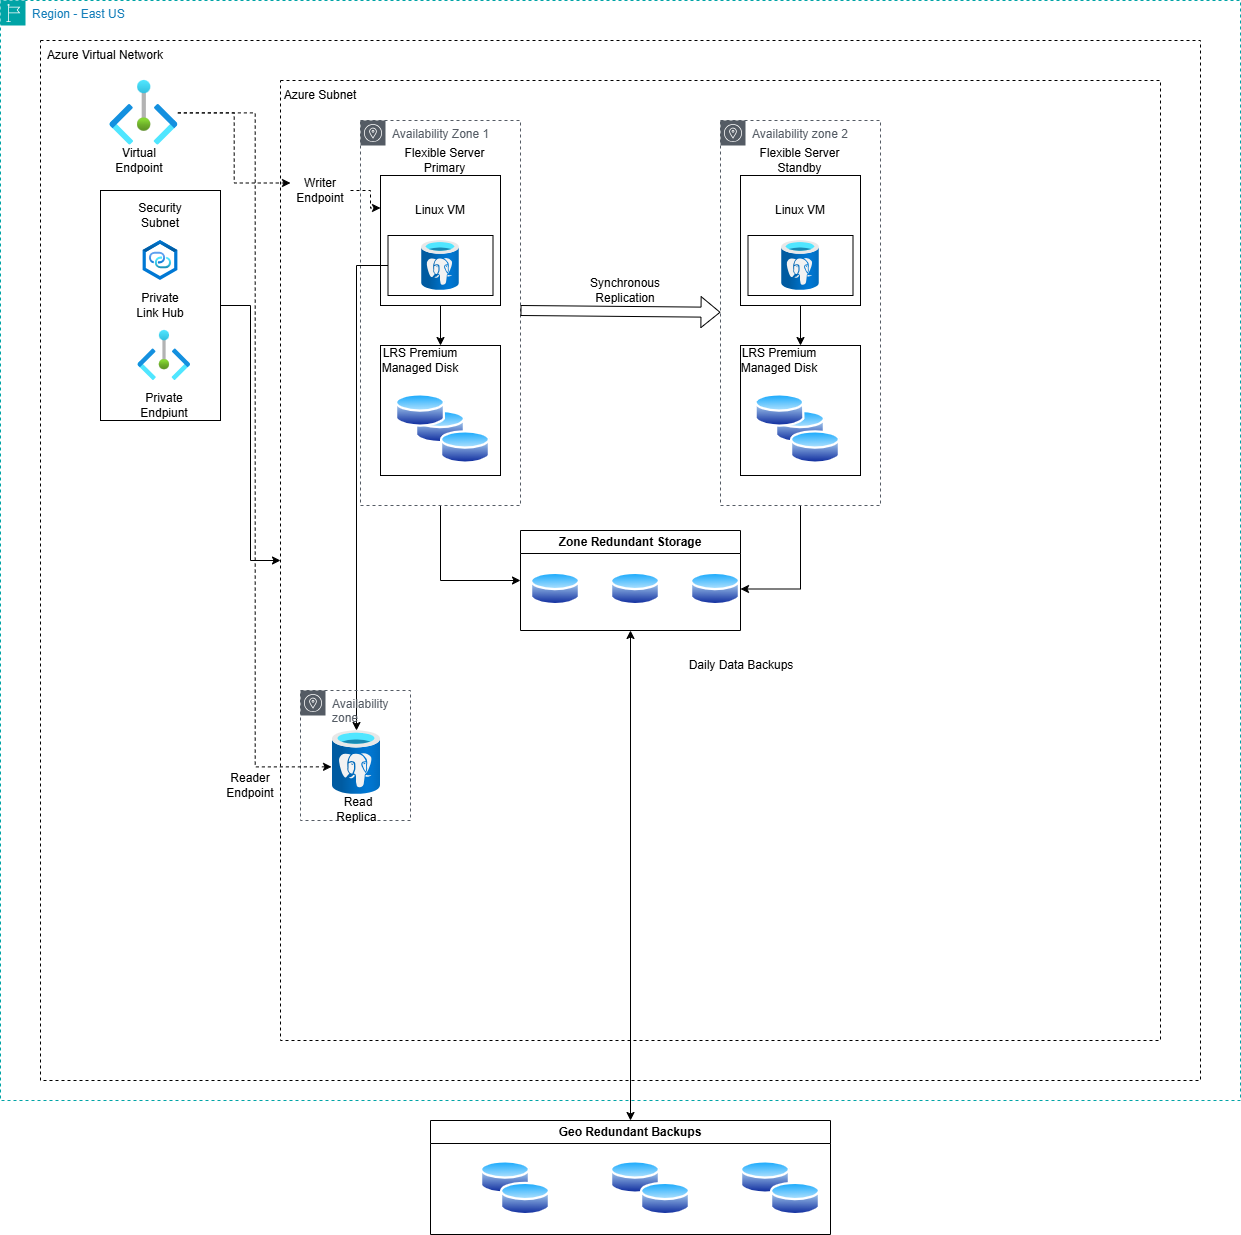 Region - East US
Azure Virtual Network
Azure Subnet
Virtual
Endpoint
Availability Zone 1
Flexible Server
Primary
Availability zone 2
Flexible Server
Standby
Writer
Endpoint
Linux VM
Linux VM
Security
Subnet
Private
Link Hub
Private
Endpiunt
Synchronous
Replication
LRS Premium
Managed Disk
LRS Premium
Managed Disk
Zone Redundant Storage
Daily Data Backups
Availability
zone
Reader
Endpoint
Read
Replica
Geo Redundant Backups